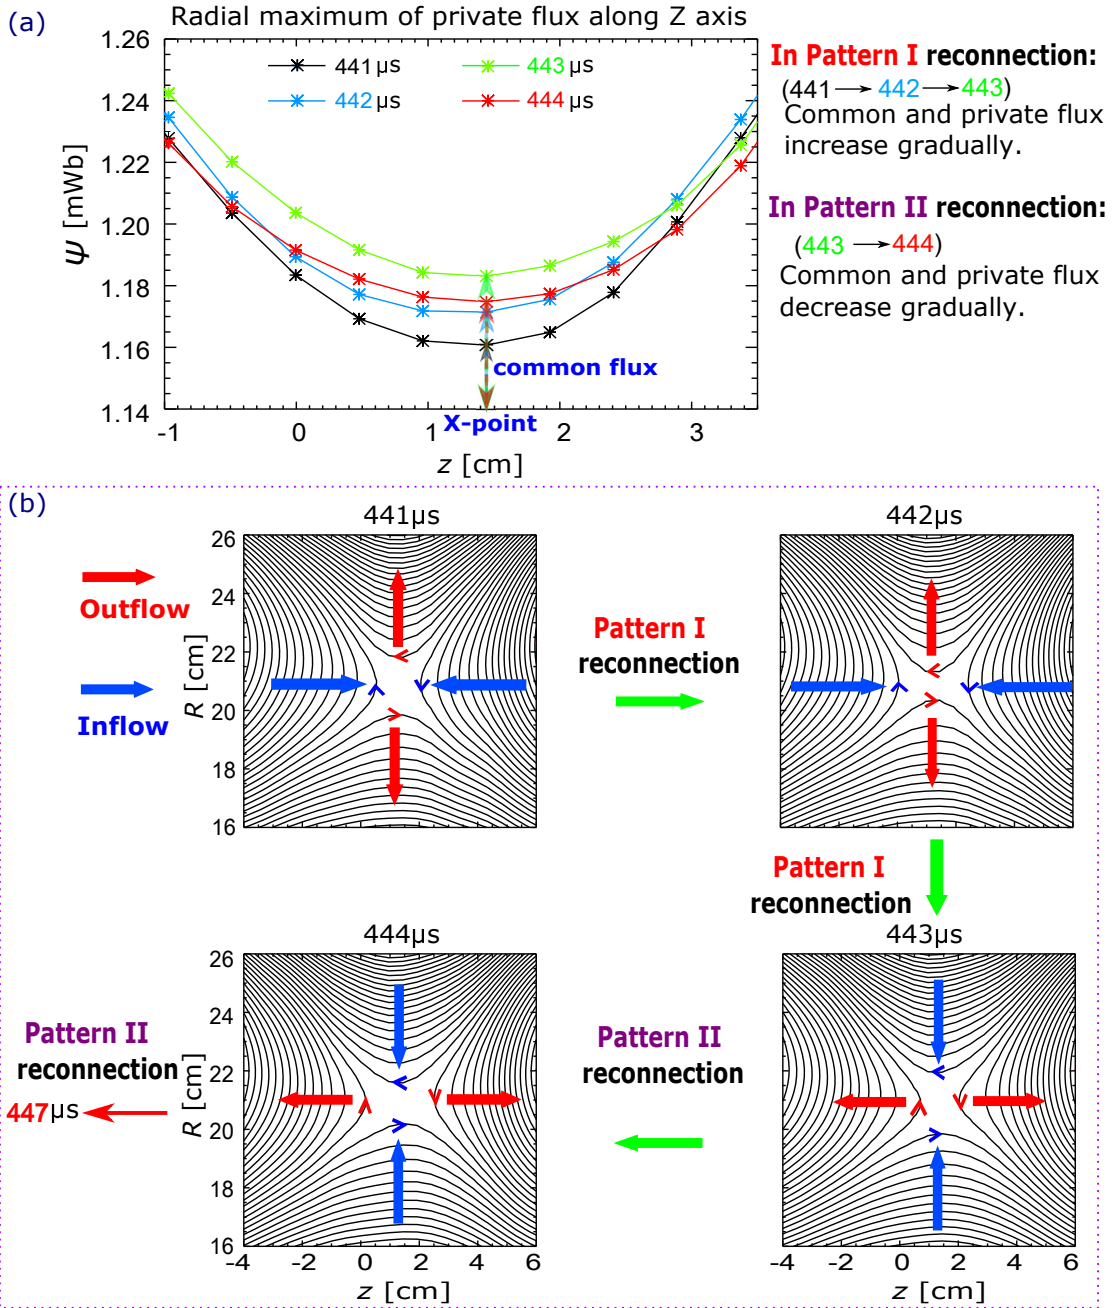 (a)
Radial maximum of private flux along Z axis
1.26
1.24
1.22
1.20
1.18
1.16
1.14
Ψ [mWb]
441 μs
442 μs
443 μs
444 μs
common flux
X-point
-1
0
1
2
3
z [cm]
In Pattern I reconnection:
(441 → 442 → 443)
Common and private flux
increase gradually.
In Pattern II reconnection:
(443 → 444)
Common and private flux
decrease gradually.
(b)
Outflow
Inflow
441μs
26
24
22
20
18
16
R [cm]
Pattern I
reconnection
442μs
Pattern I
reconnection
443μs
-4
-2
0
2
4
6
z [cm]
Pattern II
reconnection
444μs
26
24
22
20
18
16
R [cm]
-4
-2
0
2
4
6
z [cm]
Pattern II
reconnection
447μs